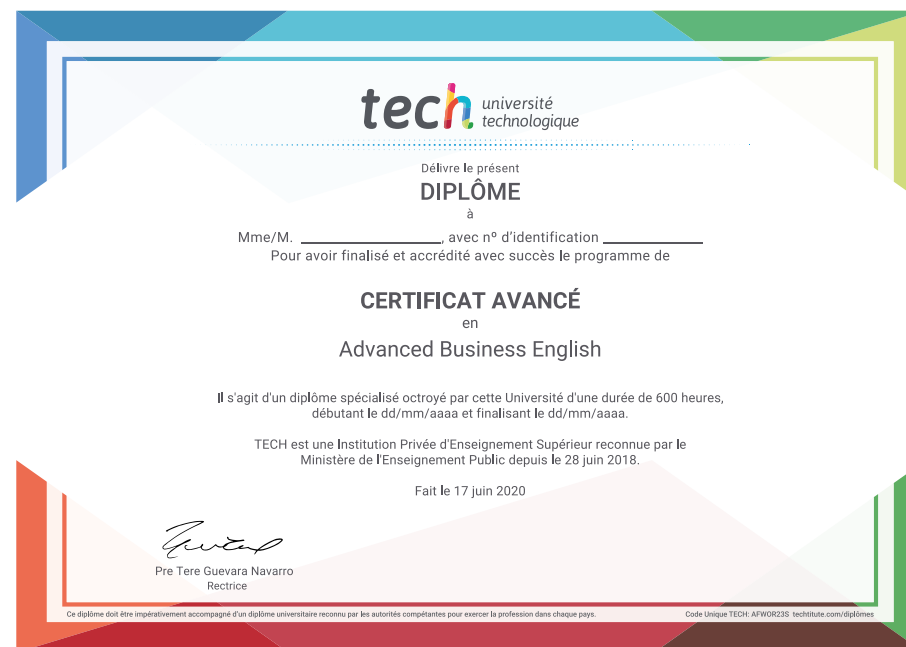 tech université
technologique
Délivre le présent
DIPLÔME
à
Mme/M. ____________________, avec nº d'identification ______________
Pour avoir finalisé et accrédité avec succès le programme de
CERTIFICAT AVANCÉ
en
Advanced Business English
Il s'agit d'un diplôme spécialisé octroyé par cette Université d'une durée de 600 heures,
débutant le dd/mm/aaaa et finalisant le dd/mm/aaaa.
TECH est une Institution Privée d'Enseignement Supérieur reconnue par le
Ministère de l'Enseignement Public depuis le 28 juin 2018.
Fait le 17 juin 2020
Pre Tere Guevara Navarro
Rectrice
Ce diplôme doit être impérativement accompagné d'un diplôme universitaire reconnu par les autorités compétantes pour exercer la profession dans chaque pays.
Code Unique TECH: AFWOR23S techtitute.com/diplômes